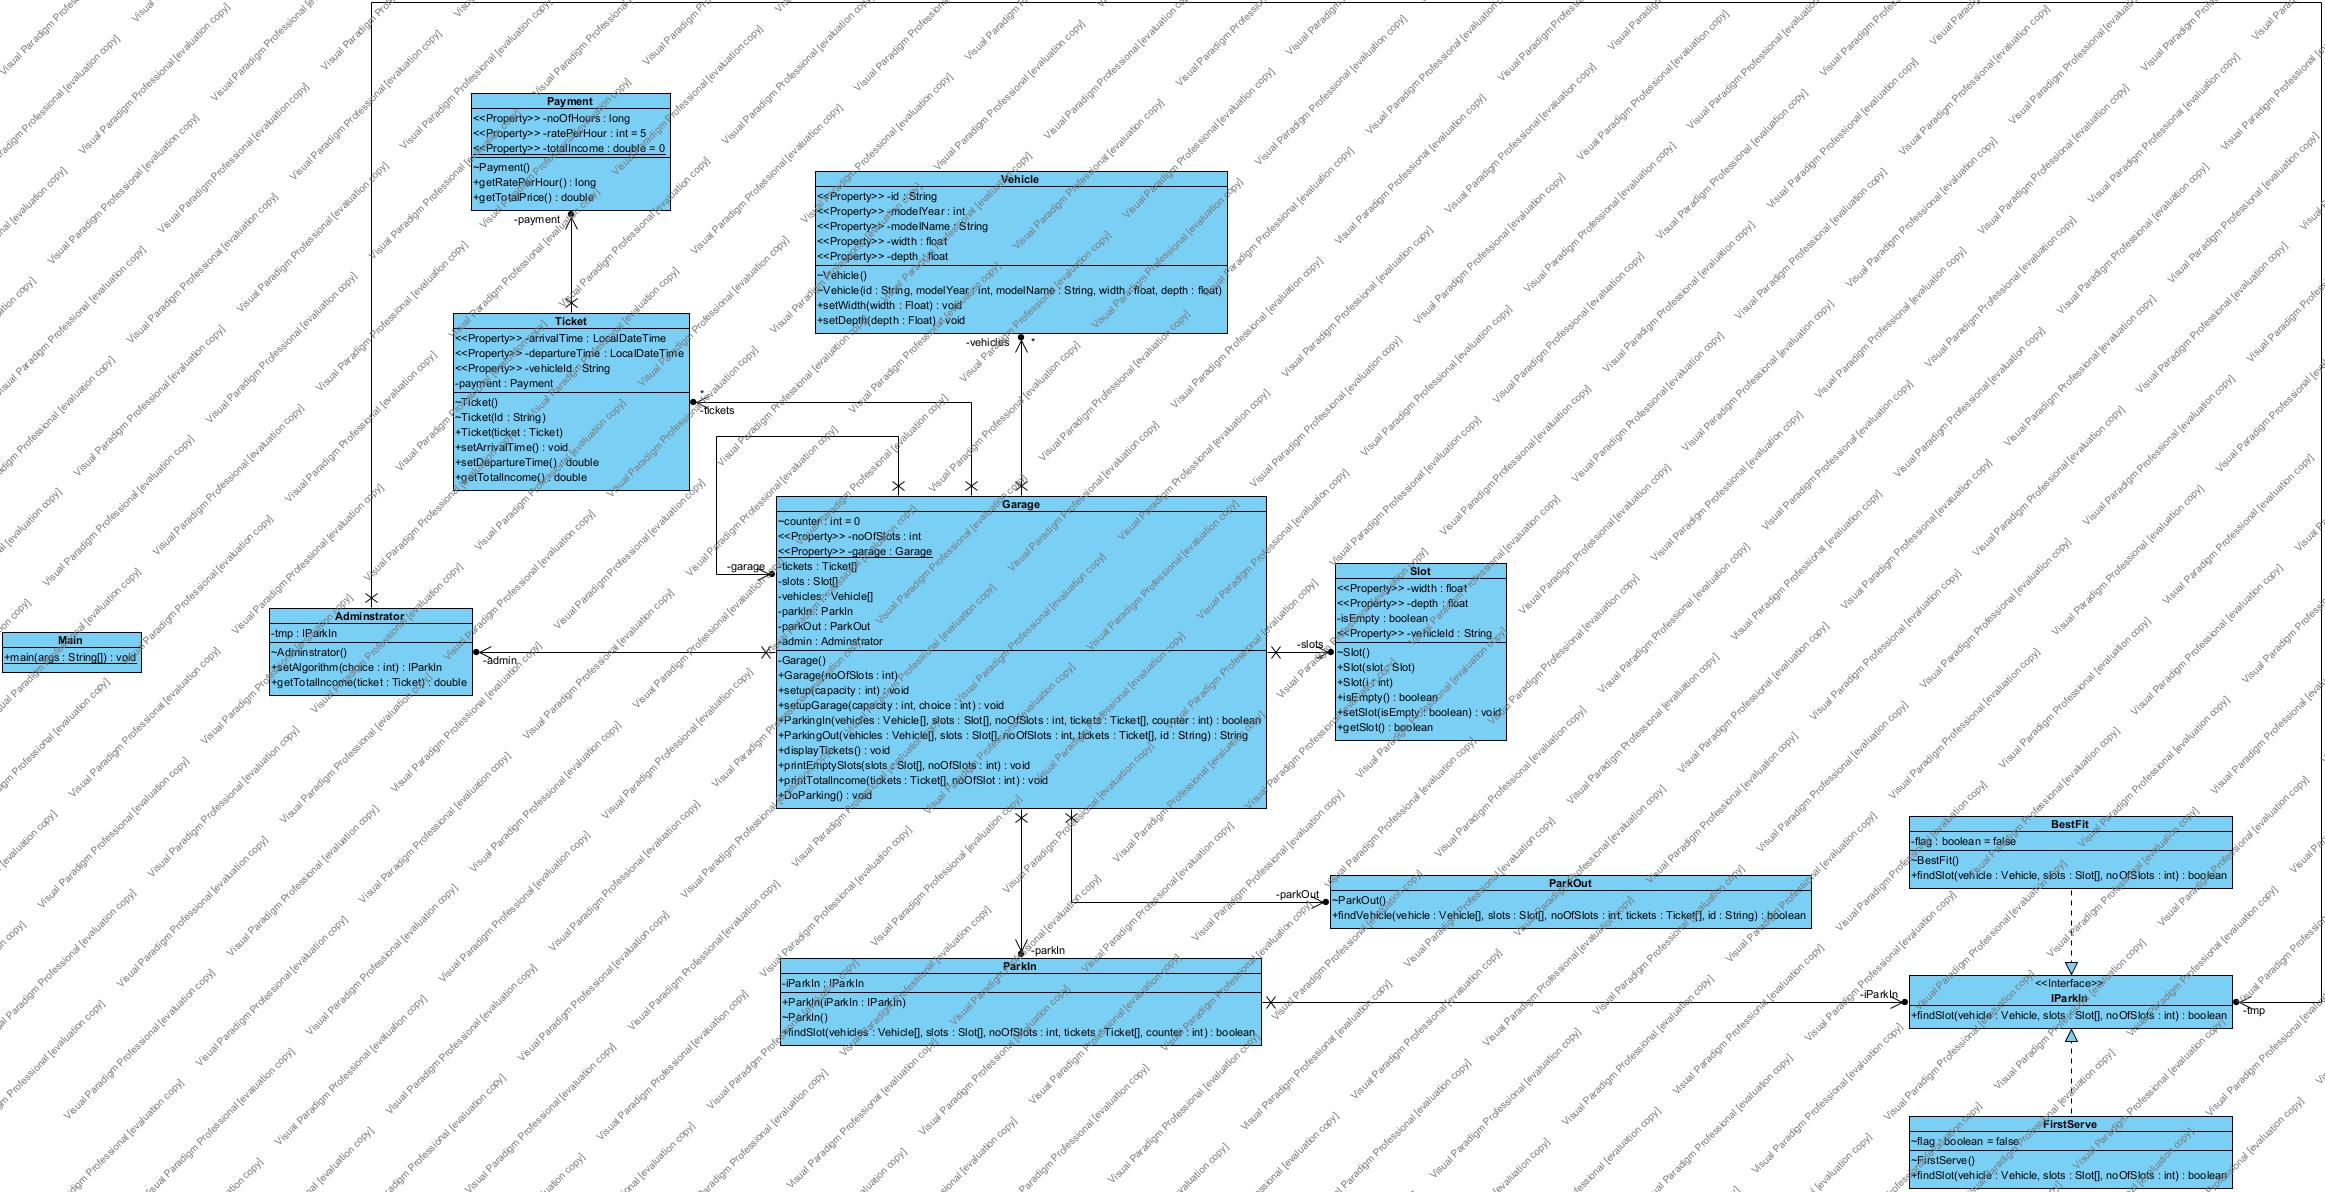 Payment
<<Property>> -noOfHours : long
<<Property>> -ratePerHour : int = 5
<<Property>> -totalIncome : double = 0
~Payment()
+getRatePerHour() : long
+getTotalPrice() : double
-payment
Vehicle
<<Property>> -id : String
<<Property>> -modelYear : int
<<Property>> -modelName : String
<<Property>> -width : float
<<Property>> -depth : float
~Vehicle()
~Vehicle(id : String, modelYear : int, modelName : String, width : float, depth : float)
+setWidth(width : Float) : void
+setDepth(depth : Float) : void
-vehicles
*
Ticket
<<Property>> -arrivalTime : LocalDateTime
<<Property>> -departureTime : LocalDateTime
<<Property>> -vehicleId : String
-payment : Payment
~Ticket()
~Ticket(Id : String)
+Ticket(ticket : Ticket)
+setArrivalTime() : void
+setDepartureTime() : double
+getTotalIncome() : double
*
-tickets
-garage
Garage
~counter : int = 0
<<Property>> -noOfSlots : int
<<Property>> -garage : Garage
-tickets : Ticket[]
-slots : Slot[]
-vehicles : Vehicle[]
-parkIn : ParkIn
-parkOut : ParkOut
-admin : Adminstrator
-Garage()
+Garage(noOfSlots : int)
+setup(capacity : int) : void
+setupGarage(capacity : int, choice : int) : void
+ParkingIn(vehicles : Vehicle[], slots : Slot[], noOfSlots : int, tickets : Ticket[], counter : int) : boolean
+ParkingOut(vehicles : Vehicle[], slots : Slot[], noOfSlots : int, tickets : Ticket[], id : String) : String
+displayTickets() : void
+printEmptySlots(slots : Slot[], noOfSlots : int) : void
+printTotalIncome(tickets : Ticket[], noOfSlot : int) : void
+DoParking() : void
Main
+main(args : String[]) : void
Adminstrator
-tmp : IParkIn
~Adminstrator()
+setAlgorithm(choice : int) : IParkIn
+getTotalIncome(ticket : Ticket) : double
-admin
-slots
Slot
<<Property>> -width : float
<<Property>> -depth : float
-isEmpty : boolean
<<Property>> -vehicleId : String
~Slot()
+Slot(slot : Slot)
+Slot(i : int)
+isEmpty() : boolean
+setSlot(isEmpty : boolean) : void
+getSlot() : boolean
BestFit
-flag : boolean = false
~BestFit()
+findSlot(vehicle : Vehicle, slots : Slot[], noOfSlots : int) : boolean
-parkOut
ParkOut
~ParkOut()
+findVehicle(vehicle : Vehicle[], slots : Slot[], noOfSlots : int, tickets : Ticket[], id : String) : boolean
-parkIn
ParkIn
-iParkIn : IParkIn
+ParkIn(iParkIn : IParkIn)
~ParkIn()
+findSlot(vehicles : Vehicle[], slots : Slot[], noOfSlots : int, tickets : Ticket[], counter : int) : boolean
-iParkIn
<<Interface>>
IParkIn
+findSlot(vehicle : Vehicle, slots : Slot[], noOfSlots : int) : boolean
-tmp
FirstServe
~flag : boolean = false
~FirstServe()
+findSlot(vehicle : Vehicle, slots : Slot[], noOfSlots : int) : boolean
Visual Paradigm Professional [evaluation copy]